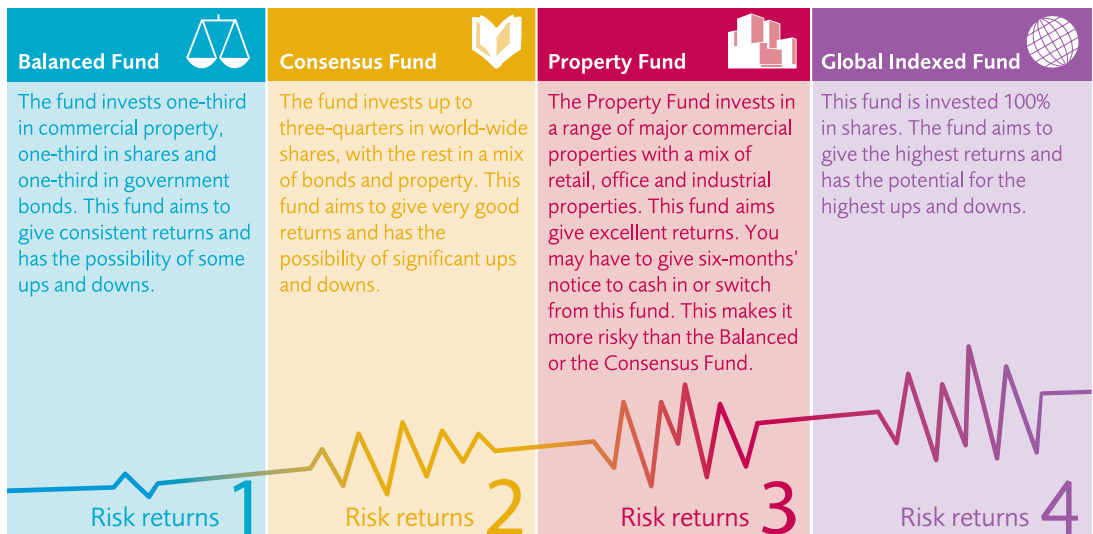 Balanced Fund
The fund invests one-third
in commercial property,
one-third in shares and
one-third in government
bonds. This fund aims to
give consistent returns and
has the possibility of some
ups and downs.
Risk returns 1
Consensus Fund
The fund invests up to
three-quarters in world-wide
shares, with the rest in a mix
of bonds and property. This
fund aims to give very good
returns and has the
possibility of significant ups
and downs.
Risk returns 2
Property Fund
The Property Fund invests in
a range of major commercial
properties with a mix of
retail, office and industrial
properties. This fund aims
give excellent returns. You
may have to give six-months’
notice to cash in or switch
from this fund. This makes it
more risky than the Balanced
or the Consensus Fund.
Risk returns 3
Global Indexed Fund
This fund is invested 100%
in shares. The fund aims to
give the highest returns and
has the potential for the
highest ups and downs.
Risk returns 4